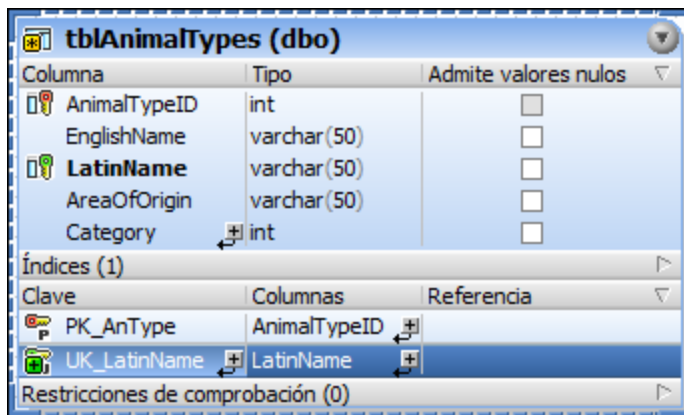 tblAnimalTypes (dbo)
Columna Tipo Admite valores nulos
AnimalTypeID int
EnglishName varchar(50)
LatinName varchar(50)
AreaOfOrigin varchar(50)
Category int
Índices (1)
Clave Columnas Referencia
P PK_AnType AnimalTypeID
UK_LatinName LatinName
Restricciones de comprobación (0)